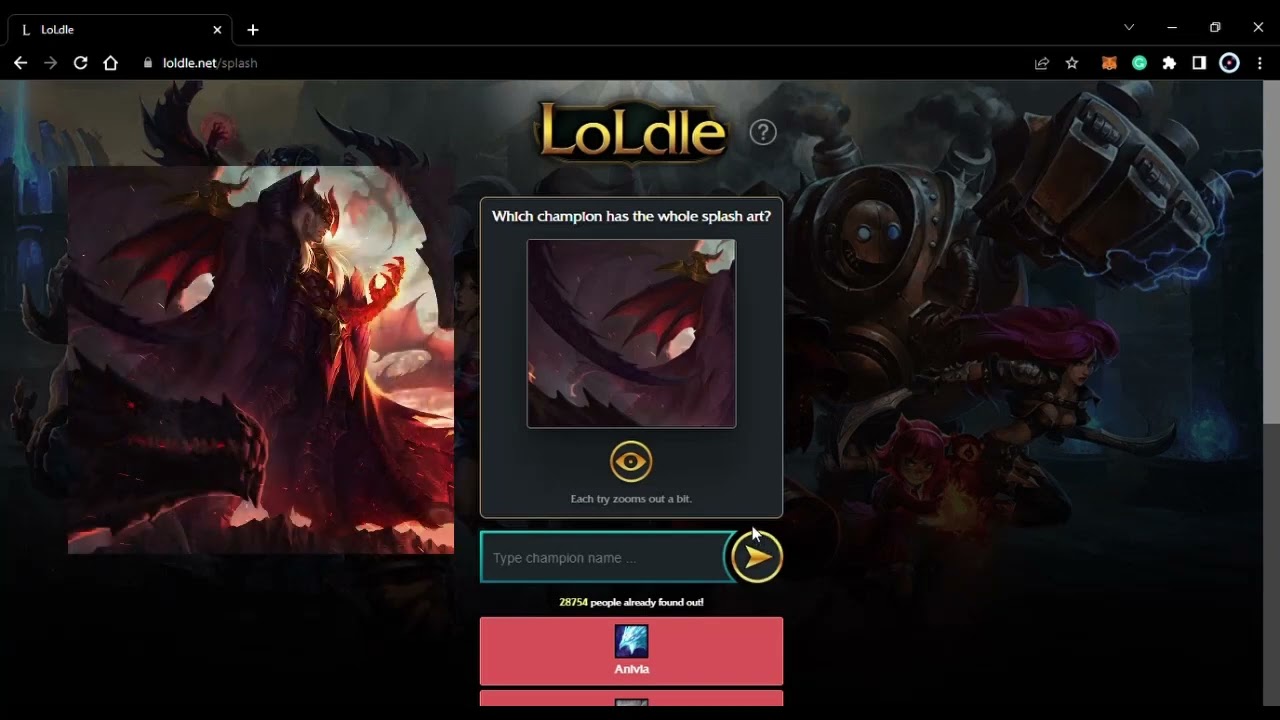 LoLdle
loldle.net/splash
LoLdle
?
Which champion has the whole splash art?
Each try zooms out a bit.
Type champion name ...
28754 people already found out!
Anivia